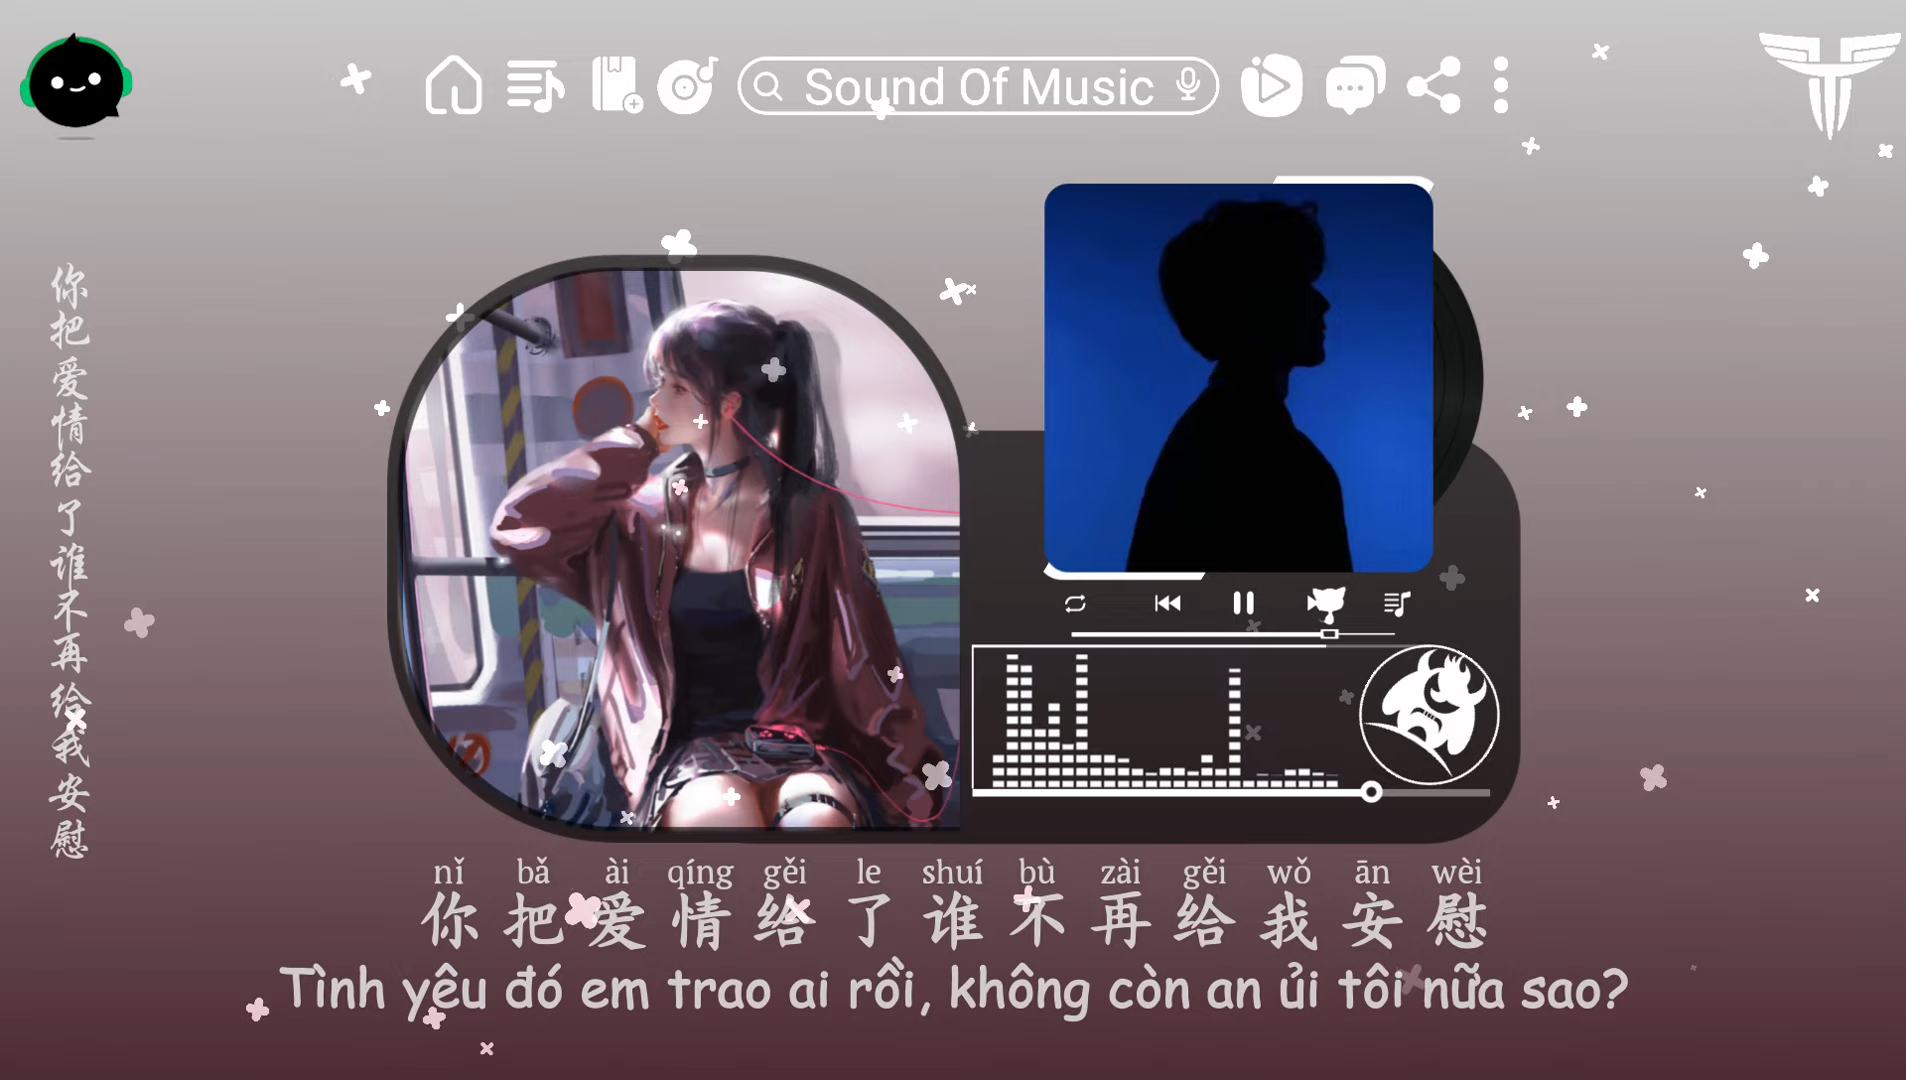 Sound Of Music
你把爱情给了谁不再给我安慰
nǐ bǎ ài qíng gěi le shuí bù zài gěi wǒ ān wèi
你把爱情给了谁不再给我安慰
Tình yêu đó em trao ai rồi, không còn an ủi tôi nữa sao?